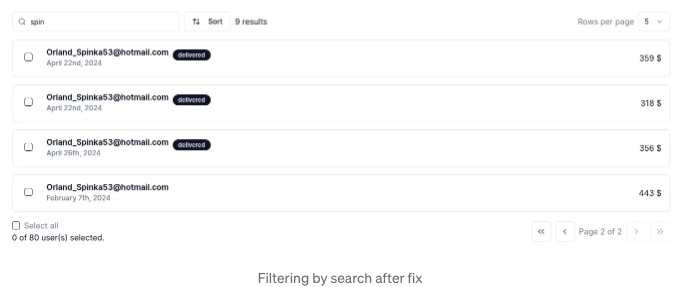 spin
Sort
9 results
Rows per page
5
Orland_Spinka53@hotmail.com
delivered
April 22nd, 2024
359 $
Orland_Spinka53@hotmail.com
delivered
April 22nd, 2024
318 $
Orland_Spinka53@hotmail.com
delivered
April 26th, 2024
356 $
Orland_Spinka53@hotmail.com
February 7th, 2024
443 $
Select all
0 of 80 user(s) selected.
Page 2 of 2
Filtering by search after fix